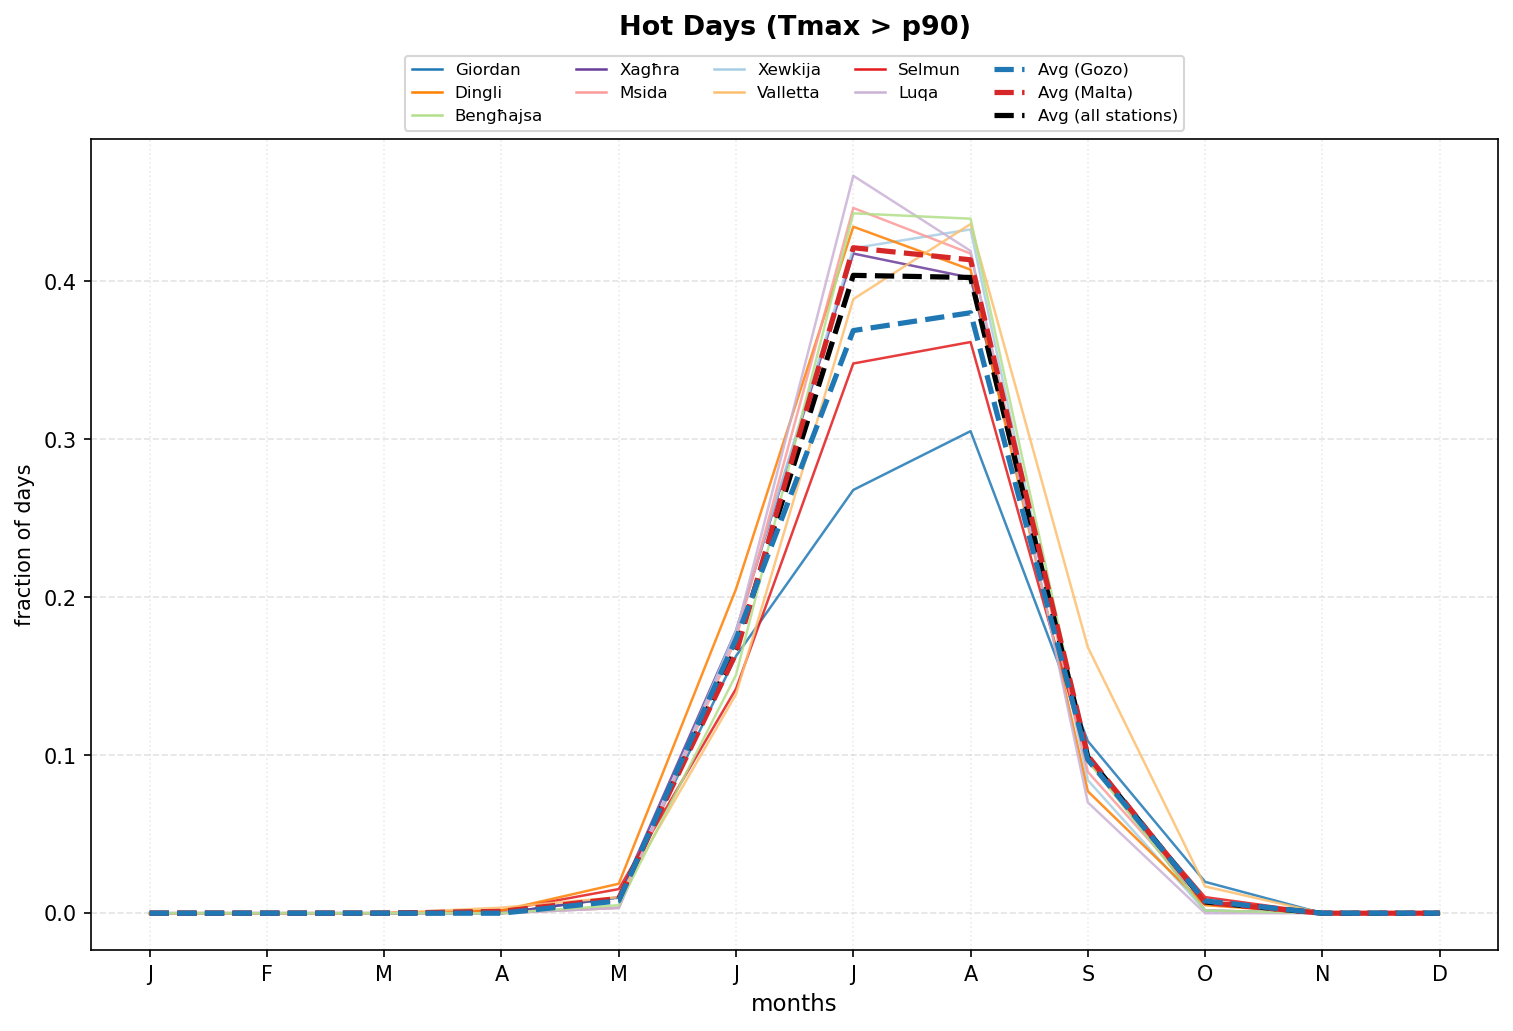 Hot Days (Tmax > p90)
Giordan
Dingli
Bengħajsa
Xagħra
Msida
Xewkija
Valletta
Selmun
Luqa
Avg (Gozo)
Avg (Malta)
Avg (all stations)
fraction of days
0.4
0.3
0.2
0.1
0.0
J F M A M J J A S O N D
months